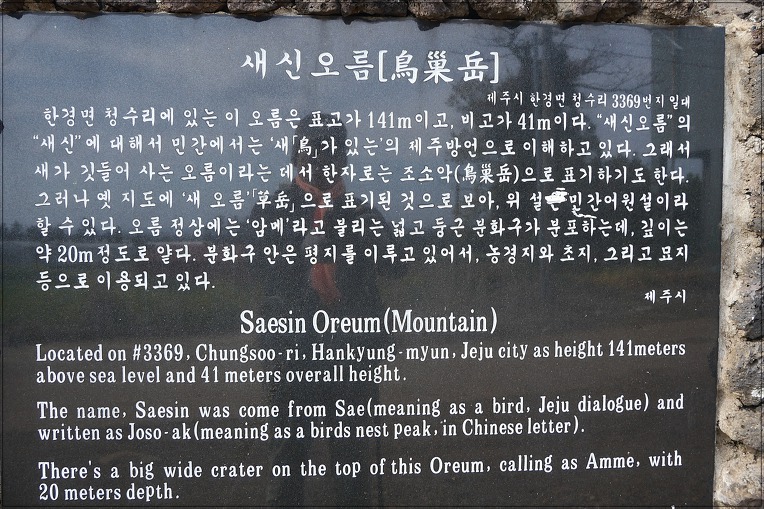 새신오름[鳥巢岳]
제주시 한경면 청수리 3369번지 일대
한경면 청수리에 있는 이 오름은 표고가 141m이고, 비고가 41m이다. “새신오름”의
“새신”에 대해서 민간에서는 ‘새「鳥」가 있는’의 제주방언으로 이해하고 있다. 그래서
새가 깃들어 사는 오름이라는 데서 한자로는 조소악(鳥巢岳)으로 표기하기도 한다.
그러나 옛 지도에 ‘새 오름’「草岳」으로 표기된 것으로 보아, 위 설은 민간어원설이라
할 수 있다. 오름 정상에는 ‘암메’라고 불리는 넓고 둥근 분화구가 분포하는데, 깊이는
약 20m정도로 얕다. 분화구 안은 평지를 이루고 있어서, 농경지와 초지, 그리고 묘지
등으로 이용되고 있다.
제주시
Saesin Oreum(Mountain)
Located on #3369, Chungsoo-ri, Hankyung-myun, Jeju city as height 141meters
above sea level and 41 meters overall height.
The name, Saesin was come from Sae(meaning as a bird, Jeju dialogue) and
written as Joso-ak(meaning as a birds nest peak, in Chinese letter).
There's a big wide crater on the top of this Oreum, calling as Amme, with
20 meters depth.